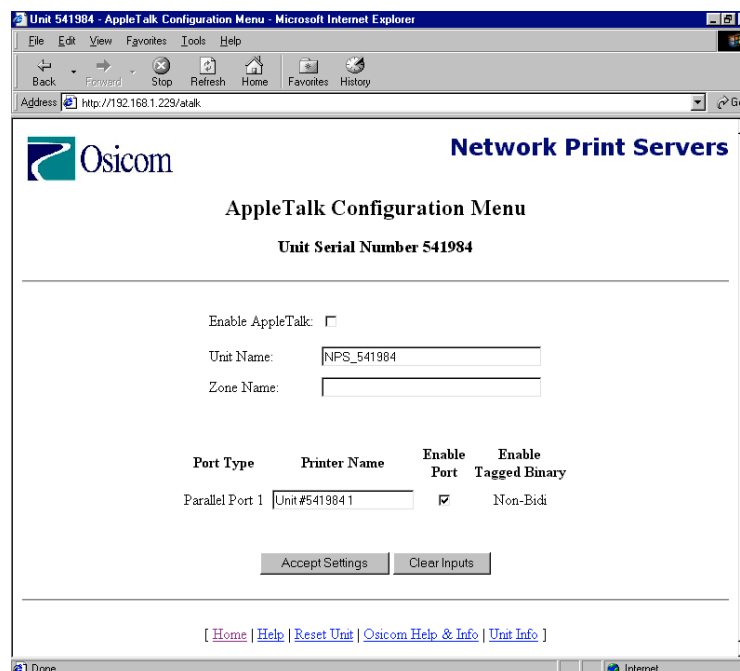 Unit 541984 - AppleTalk Configuration Menu - Microsoft Internet Explorer
File Edit View Favorites Tools Help
Back Forward Stop Refresh Home Favorites History
Address http://192.168.1.229/atalk
Osicom
Network Print Servers
AppleTalk Configuration Menu
Unit Serial Number 541984
Enable AppleTalk:
Unit Name: NPS_541984
Zone Name:
Port Type Printer Name Enable Port Enable Tagged Binary
Parallel Port 1 Unit #541984 1 Non-Bidi
Accept Settings Clear Inputs
[ Home | Help | Reset Unit | Osicom Help & Info | Unit Info ]
Done Internet